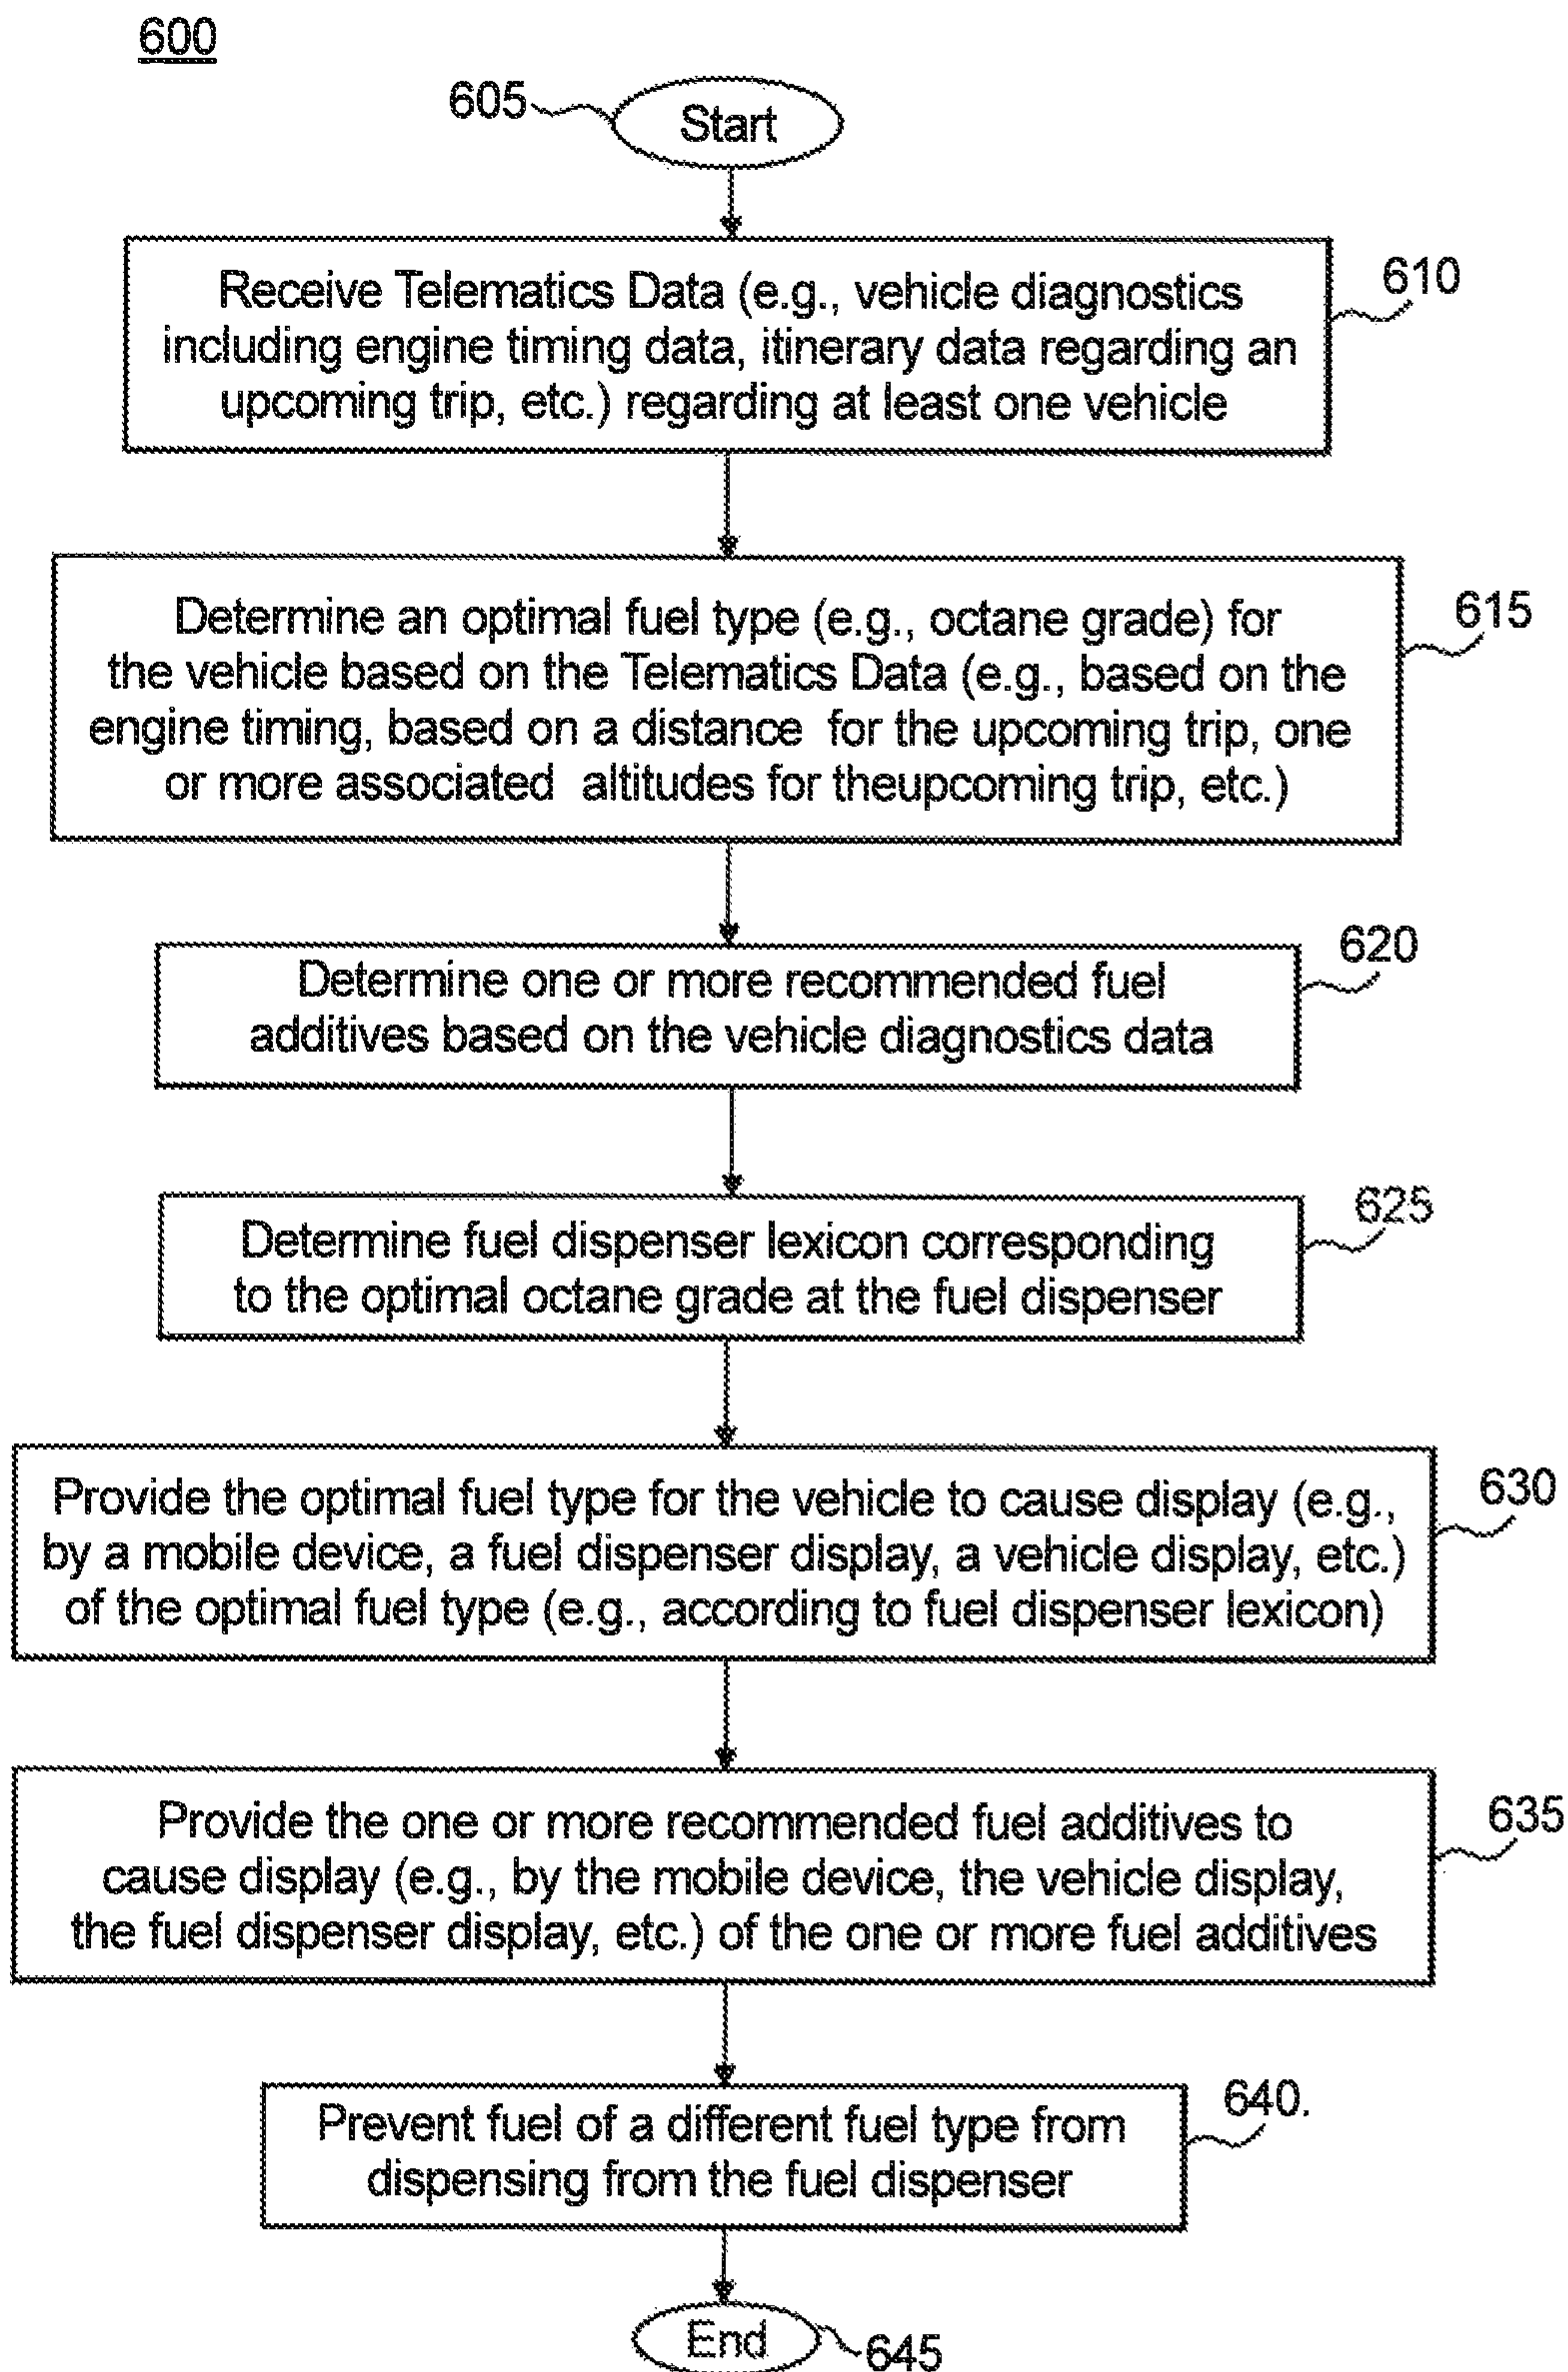 600
605
Start
Receive Telematics Data (e.g., vehicle diagnostics
including engine timing data, itinerary data regarding an
upcoming trip, etc.) regarding at least one vehicle
610
Determine an optimal fuel type (e.g., octane grade) for
the vehicle based on the Telematics Data (e.g., based on the
engine timing, based on a distance for the upcoming trip, one
or more associated altitudes for theupcoming trip, etc.)
615
Determine one or more recommended fuel
additives based on the vehicle diagnostics data
620
Determine fuel dispenser lexicon corresponding
to the optimal octane grade at the fuel dispenser
625
Provide the optimal fuel type for the vehicle to cause display (e.g.,
by a mobile device, a fuel dispenser display, a vehicle display, etc.)
of the optimal fuel type (e.g., according to fuel dispenser lexicon)
630
Provide the one or more recommended fuel additives to
cause display (e.g., by the mobile device, the vehicle display,
the fuel dispenser display, etc.) of the one or more fuel additives
635
Prevent fuel of a different fuel type from
dispensing from the fuel dispenser
640.
End
645